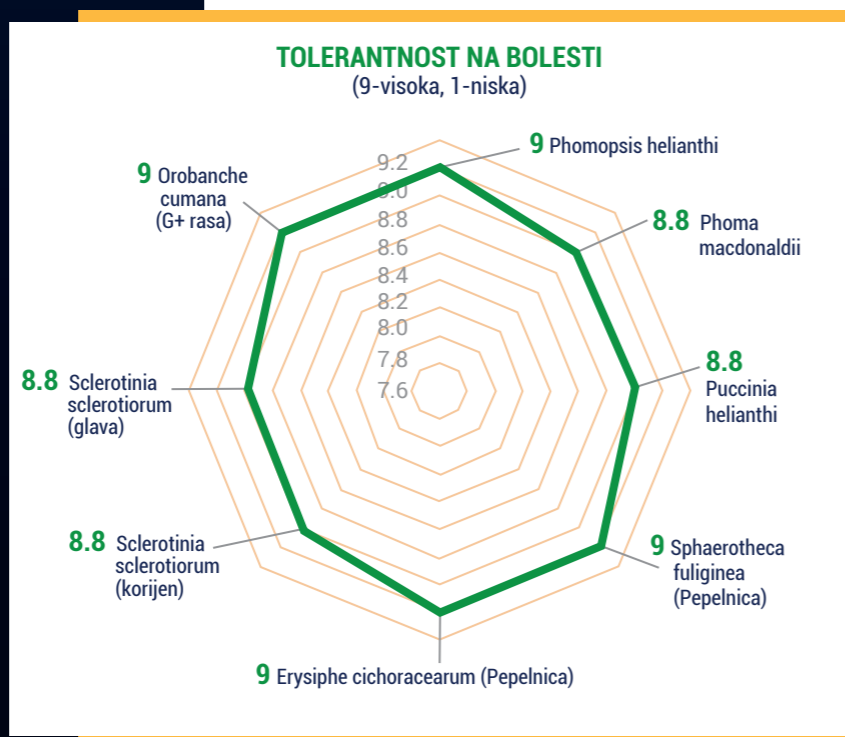 TOLERANTNOST NA BOLESTI
(9-visoka, 1-niska)
9 Phomopsis helianthi
8.8 Phoma
macdonaldii
8.8
Puccinia
helianthi
9 Sphaerotheca
fuliginea
(Pepelnica)
9 Erysiphe cichoracearum (Pepelnica)
8.8 Sclerotinia
sclerotiorum
(korijen)
8.8 Sclerotinia
sclerotiorum
(glava)
9 Orobanche
cumana
(G+ rasa)
9.2
9.0
8.8
8.6
8.4
8.2
8.0
7.8
7.6